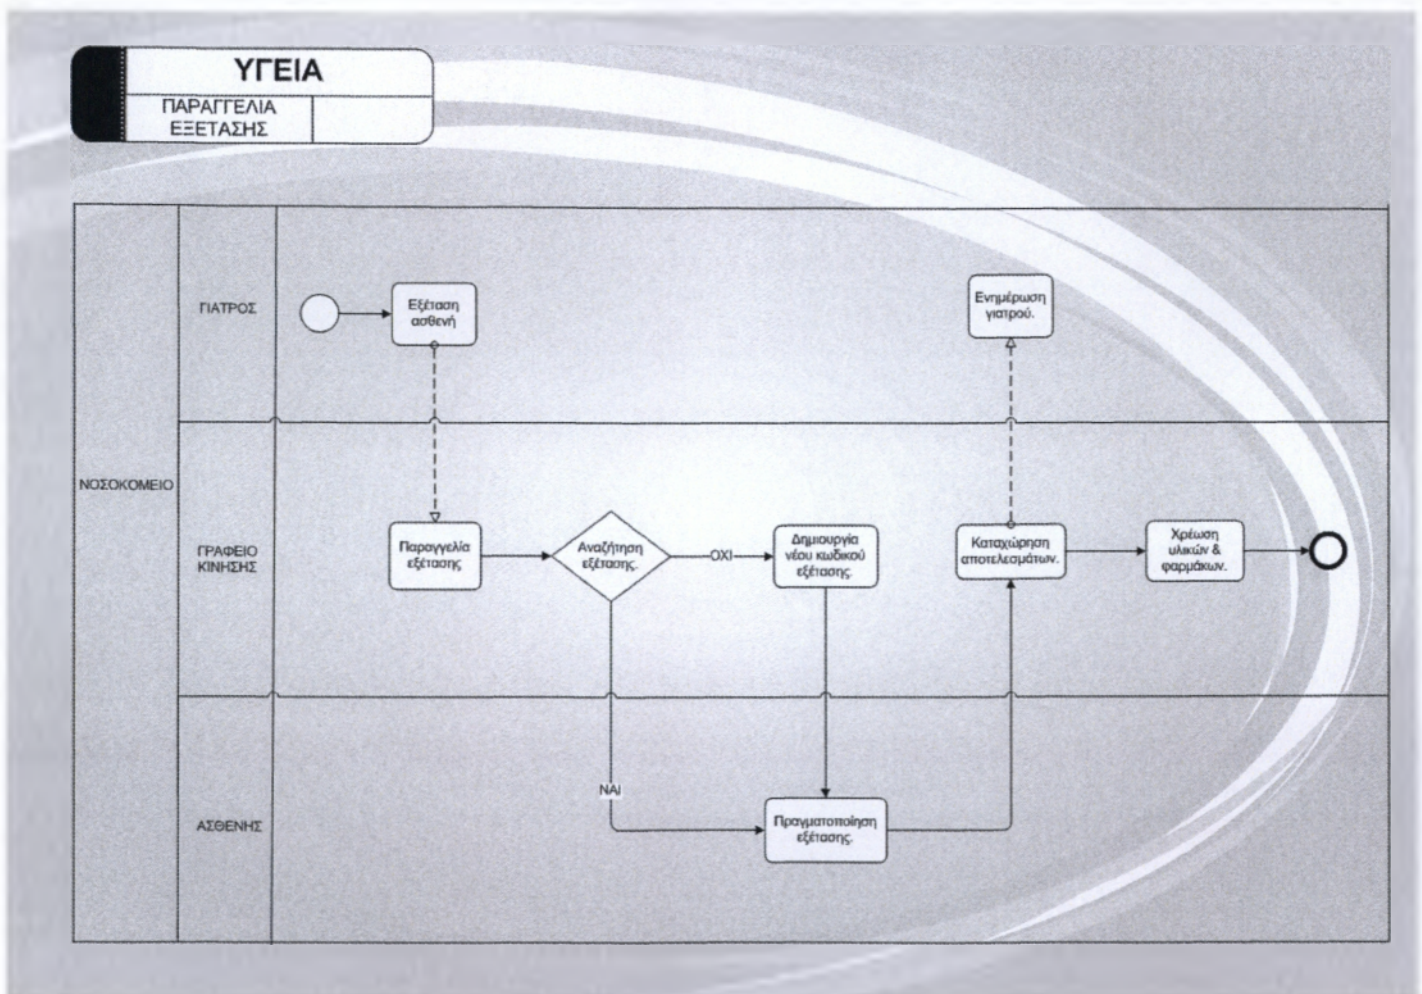 ΥΓΕΙΑ
ΠΑΡΑΓΓΕΛΙΑ
ΕΞΕΤΑΣΗΣ
ΝΟΣΟΚΟΜΕΙΟ
ΓΙΑΤΡΟΣ
Εξέταση
ασθενή
Ενημέρωση
γιατρού.
ΓΡΑΦΕΙΟ
ΚΙΝΗΣΗΣ
Παραγγελία
εξέτασης
Αναζήτηση
εξέτασης.
ΟΧΙ
Δημιουργία
νέου κωδικού
εξέτασης.
Καταχώρηση
αποτελεσμάτων.
Χρέωση
υλικών &
φαρμάκων.
ΝΑΙ
ΑΣΘΕΝΗΣ
Πραγματοποίηση
εξέτασης.